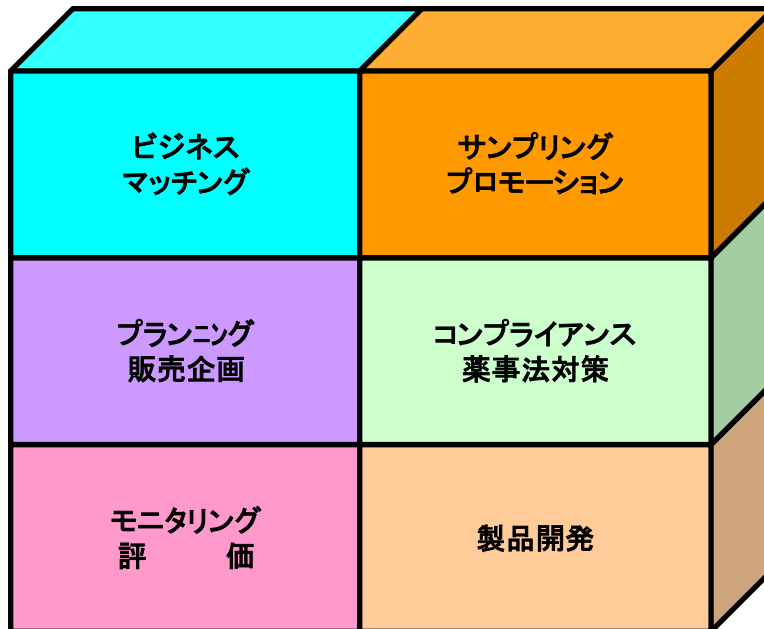 ビジネス
マッチング
サンプリング
プロモーション
プランニング
販売企画
コンプライアンス
薬事法対策
モニタリング
評　　　価
製品開発